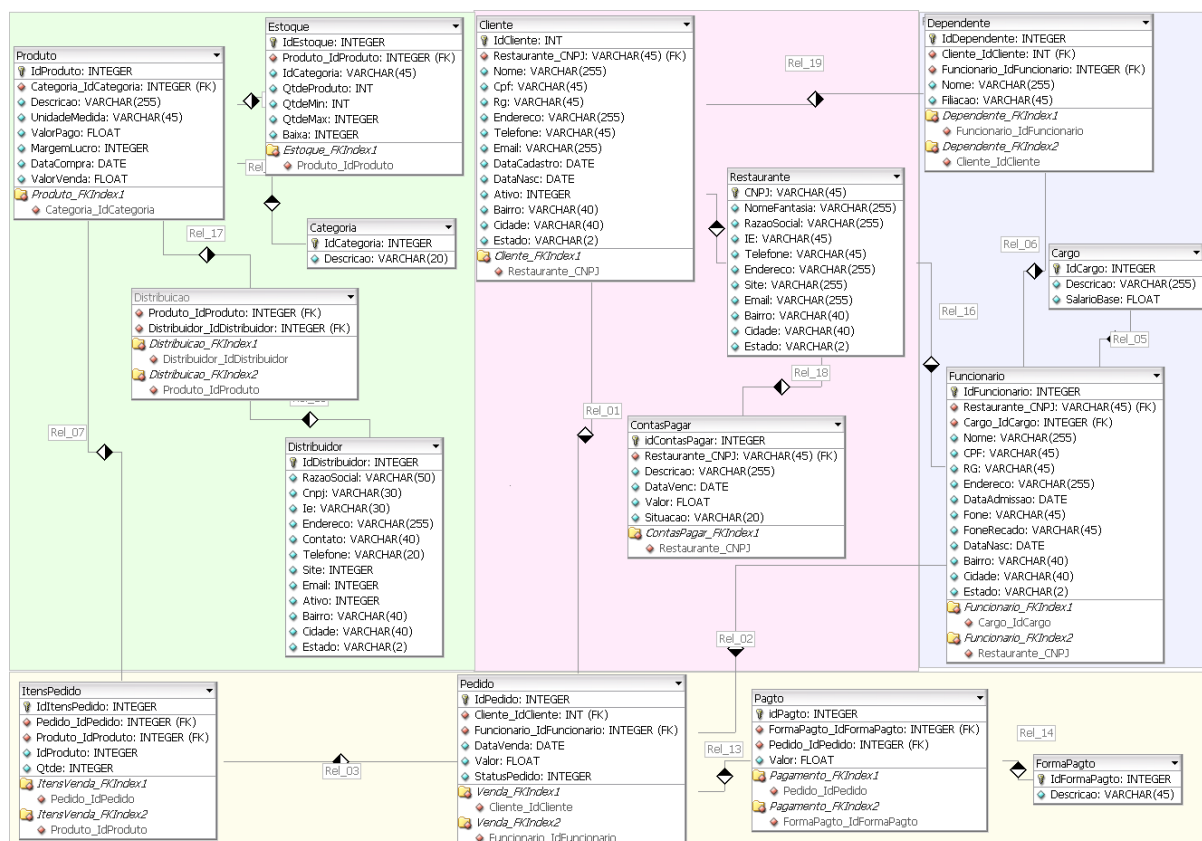 Produto
IdProduto: INTEGER
Categoria_IdCategoria: INTEGER (FK)
Descricao: VARCHAR(255)
UnidadeMedida: VARCHAR(45)
ValorPago: FLOAT
MargemLucro: INTEGER
DataCompra: DATE
ValorVenda: FLOAT
Produto_FKIndex1
Categoria_IdCategoria
Estoque
IdEstoque: INTEGER
Produto_IdProduto: INTEGER (FK)
IdCategoria: VARCHAR(45)
QtdeProduto: INT
QtdeMin: INT
QtdeMax: INTEGER
Baixa: INTEGER
Estoque_FKIndex1
Produto_IdProduto
Categoria
IdCategoria: INTEGER
Descricao: VARCHAR(20)
Rel_17
Distribuicao
Produto_IdProduto: INTEGER (FK)
Distribuidor_IdDistribuidor: INTEGER (FK)
Distribuicao_FKIndex1
Distribuidor_IdDistribuidor
Distribuicao_FKIndex2
Produto_IdProduto
Rel_07
Distribuidor
IdDistribuidor: INTEGER
RazaoSocial: VARCHAR(50)
Cnpj: VARCHAR(30)
Ie: VARCHAR(30)
Endereco: VARCHAR(255)
Contato: VARCHAR(40)
Telefone: VARCHAR(20)
Site: INTEGER
Email: INTEGER
Ativo: INTEGER
Bairro: VARCHAR(40)
Cidade: VARCHAR(40)
Estado: VARCHAR(2)
Cliente
IdCliente: INT
Restaurante_CNPJ: VARCHAR(45) (FK)
Nome: VARCHAR(255)
Cpf: VARCHAR(45)
Rg: VARCHAR(45)
Endereco: VARCHAR(255)
Telefone: VARCHAR(45)
Email: VARCHAR(255)
DataCadastro: DATE
DataNasc: DATE
Ativo: INTEGER
Bairro: VARCHAR(40)
Cidade: VARCHAR(40)
Estado: VARCHAR(2)
Cliente_FKIndex1
Restaurante_CNPJ
Rel_19
Restaurante
CNPJ: VARCHAR(45)
NomeFantasia: VARCHAR(255)
RazaoSocial: VARCHAR(255)
IE: VARCHAR(45)
Telefone: VARCHAR(45)
Endereco: VARCHAR(255)
Site: VARCHAR(255)
Email: VARCHAR(255)
Bairro: VARCHAR(40)
Cidade: VARCHAR(40)
Estado: VARCHAR(2)
Rel_18
Rel_01
ContasPagar
idContasPagar: INTEGER
Restaurante_CNPJ: VARCHAR(45) (FK)
Descricao: VARCHAR(255)
DataVenc: DATE
Valor: FLOAT
Situacao: VARCHAR(20)
ContasPagar_FKIndex1
Restaurante_CNPJ
Dependente
IdDependente: INTEGER
Cliente_IdCliente: INT (FK)
Funcionario_IdFuncionario: INTEGER (FK)
Nome: VARCHAR(255)
Filiacao: VARCHAR(45)
Dependente_FKIndex1
Funcionario_IdFuncionario
Dependente_FKIndex2
Cliente_IdCliente
Rel_06
Cargo
IdCargo: INTEGER
Descricao: VARCHAR(255)
SalarioBase: FLOAT
Rel_16
Rel_05
Funcionario
IdFuncionario: INTEGER
Restaurante_CNPJ: VARCHAR(45) (FK)
Cargo_IdCargo: INTEGER (FK)
Nome: VARCHAR(255)
CPF: VARCHAR(45)
RG: VARCHAR(45)
Endereco: VARCHAR(255)
DataAdmissao: DATE
Fone: VARCHAR(45)
FoneRecado: VARCHAR(45)
DataNasc: DATE
Bairro: VARCHAR(40)
Cidade: VARCHAR(40)
Estado: VARCHAR(2)
Funcionario_FKIndex1
Cargo_IdCargo
Funcionario_FKIndex2
Restaurante_CNPJ
Rel_02
ItensPedido
IdItensPedido: INTEGER
Pedido_IdPedido: INTEGER (FK)
Produto_IdProduto: INTEGER (FK)
IdProduto: INTEGER
Qtde: INTEGER
ItensVenda_FKIndex1
Pedido_IdPedido
ItensVenda_FKIndex2
Produto_IdProduto
Rel_03
Pedido
IdPedido: INTEGER
Cliente_IdCliente: INT (FK)
Funcionario_IdFuncionario: INTEGER (FK)
DataVenda: DATE
Valor: FLOAT
StatusPedido: INTEGER
Venda_FKIndex1
Cliente_IdCliente
Venda_FKIndex2
Funcionario_IdFuncionario
Rel_13
Pagto
idPagto: INTEGER
FormaPagto_IdFormaPagto: INTEGER (FK)
Pedido_IdPedido: INTEGER (FK)
Valor: FLOAT
Pagamento_FKIndex1
Pedido_IdPedido
Pagamento_FKIndex2
FormaPagto_IdFormaPagto
Rel_14
FormaPagto
IdFormaPagto: INTEGER
Descricao: VARCHAR(45)